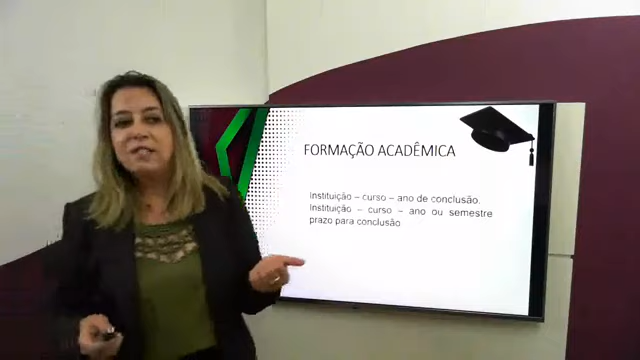 FORMAÇÃO ACADÊMICA
Instituição – curso – ano de conclusão.
Instituição – curso – ano ou semestre
prazo para conclusão